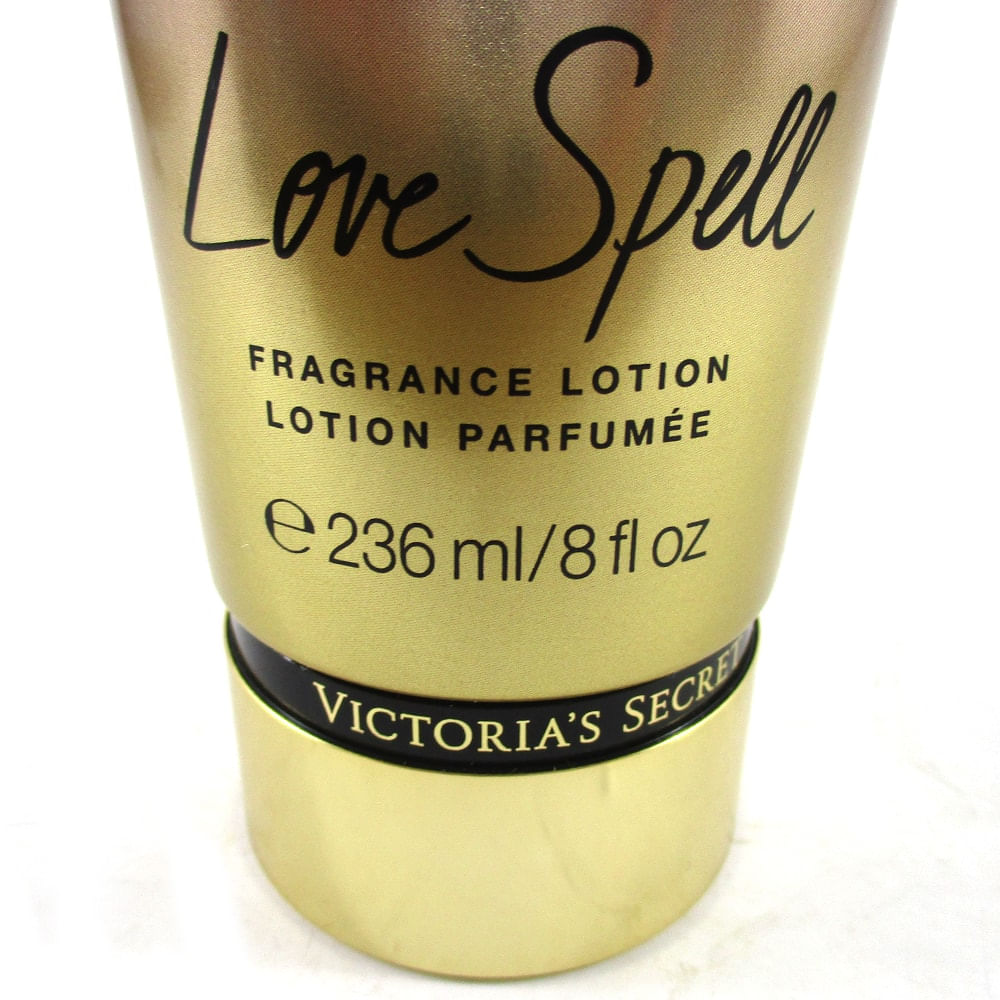 Love Spell
FRAGRANCE LOTION
LOTION PARFUMÉE
℮ 236 ml/8 fl oz
VICTORIA'S SECRET